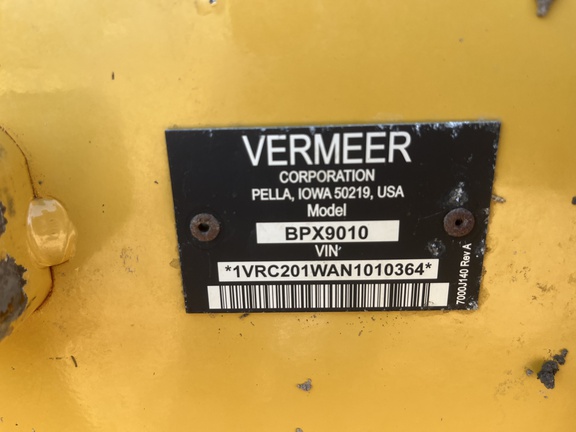 VERMEER
CORPORATION
PELLA, IOWA 50219, USA
Model
BPX9010
VIN
*1VRC201WAN1010364*
7000J140 Rev A